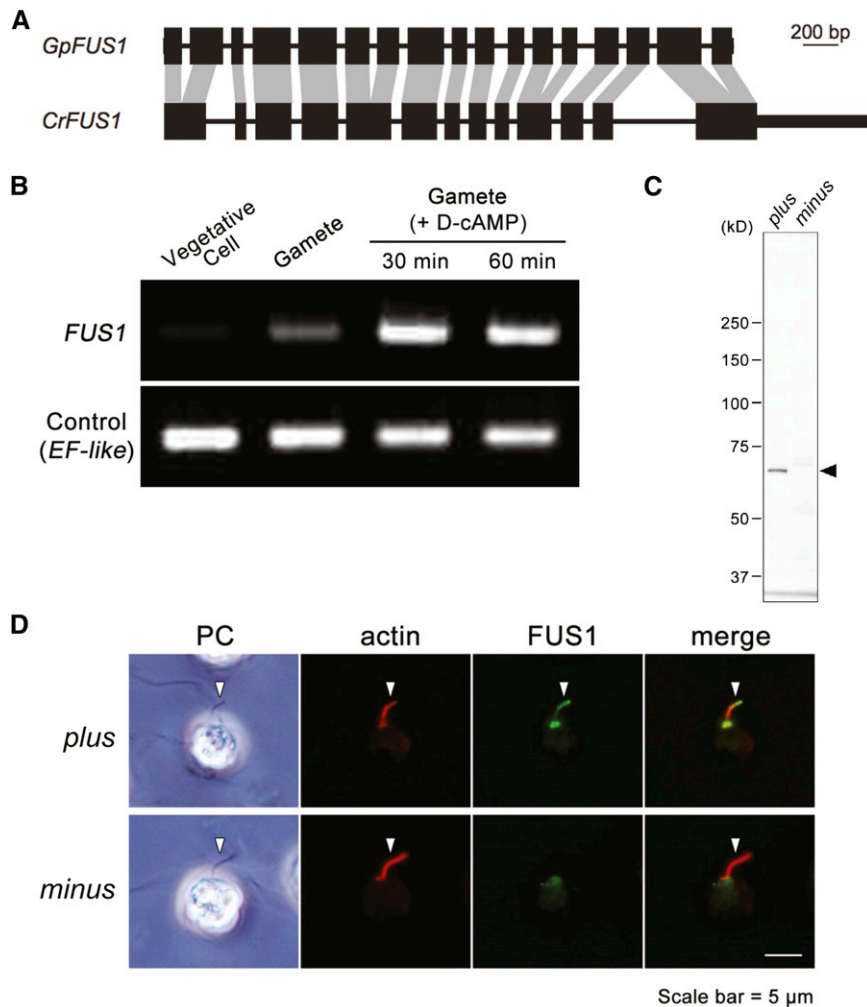 A
GpFUS1
200 bp
CrFUS1
B
Vegetative
Cell
Gamete
Gamete
(+ D-cAMP)
30 min
60 min
FUS1
Control
(EF-like)
C
plus
minus
(kD)
250
150
100
75
50
37
D
PC
actin
FUS1
merge
plus
minus
Scale bar = 5 µm